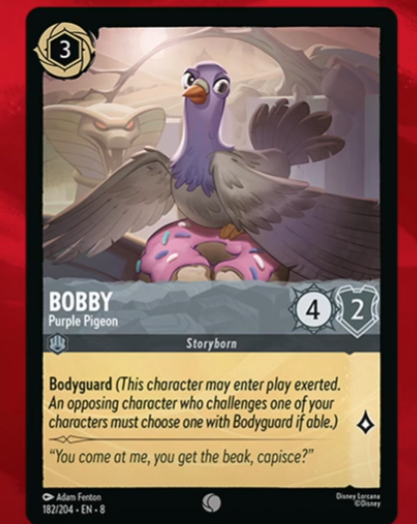 3
BOBBY
Purple Pigeon
4 2
Storyborn
Bodyguard (This character may enter play exerted.
An opposing character who challenges one of your
characters must choose one with Bodyguard if able.)
“You come at me, you get the beak, capisce?”
Adam Fenton
182/204 • EN • 8
Disney Lorcana
©Disney